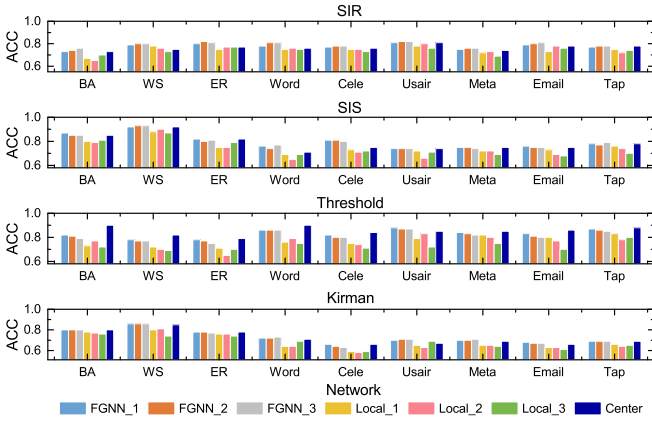 SIR
ACC
1.0
0.8
0.6
BA WS ER Word Cele Usair Meta Email Tap
SIS
ACC
1.0
0.8
0.6
BA WS ER Word Cele Usair Meta Email Tap
Threshold
ACC
1.0
0.8
0.6
BA WS ER Word Cele Usair Meta Email Tap
Kirman
ACC
1.0
0.8
0.6
BA WS ER Word Cele Usair Meta Email Tap
Network
FGNN_1 FGNN_2 FGNN_3 Local_1 Local_2 Local_3 Center